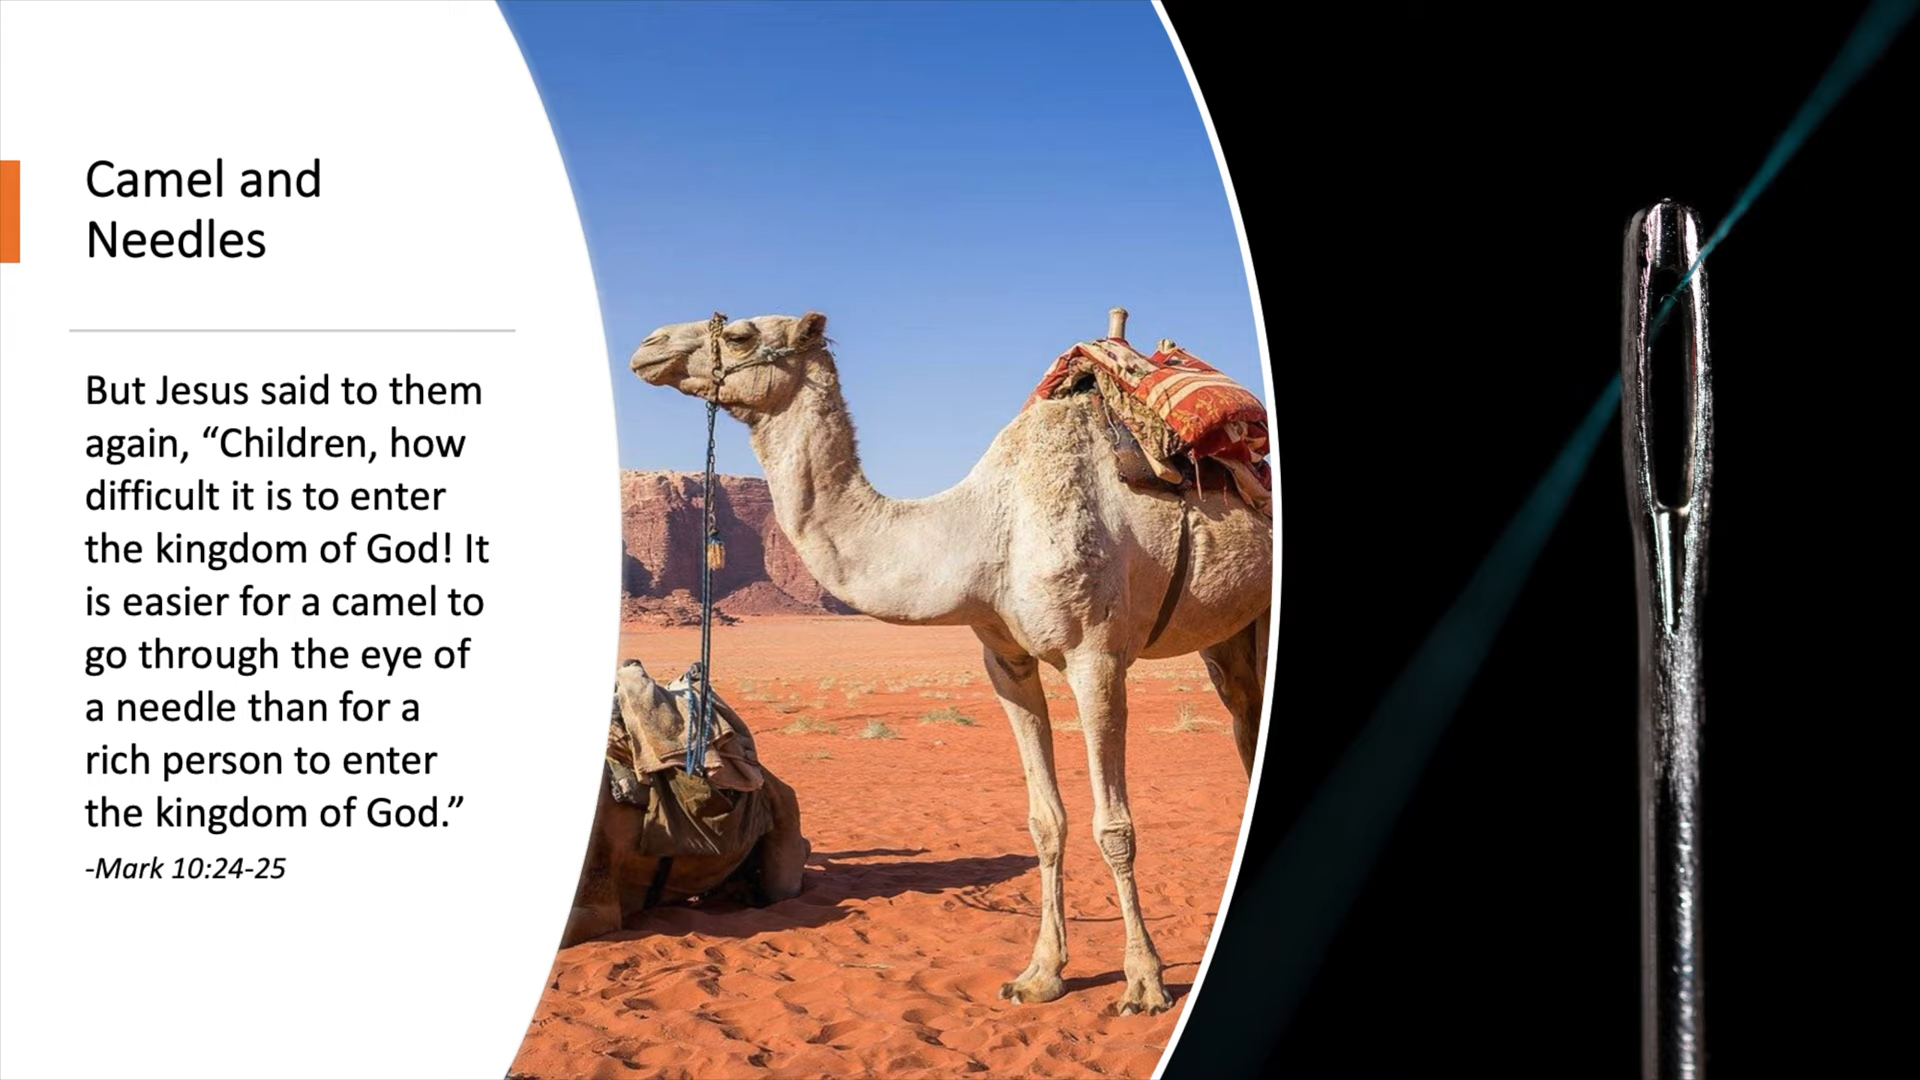 Camel and
Needles
But Jesus said to them
again, “Children, how
difficult it is to enter
the kingdom of God! It
is easier for a camel to
go through the eye of
a needle than for a
rich person to enter
the kingdom of God.”
-Mark 10:24-25